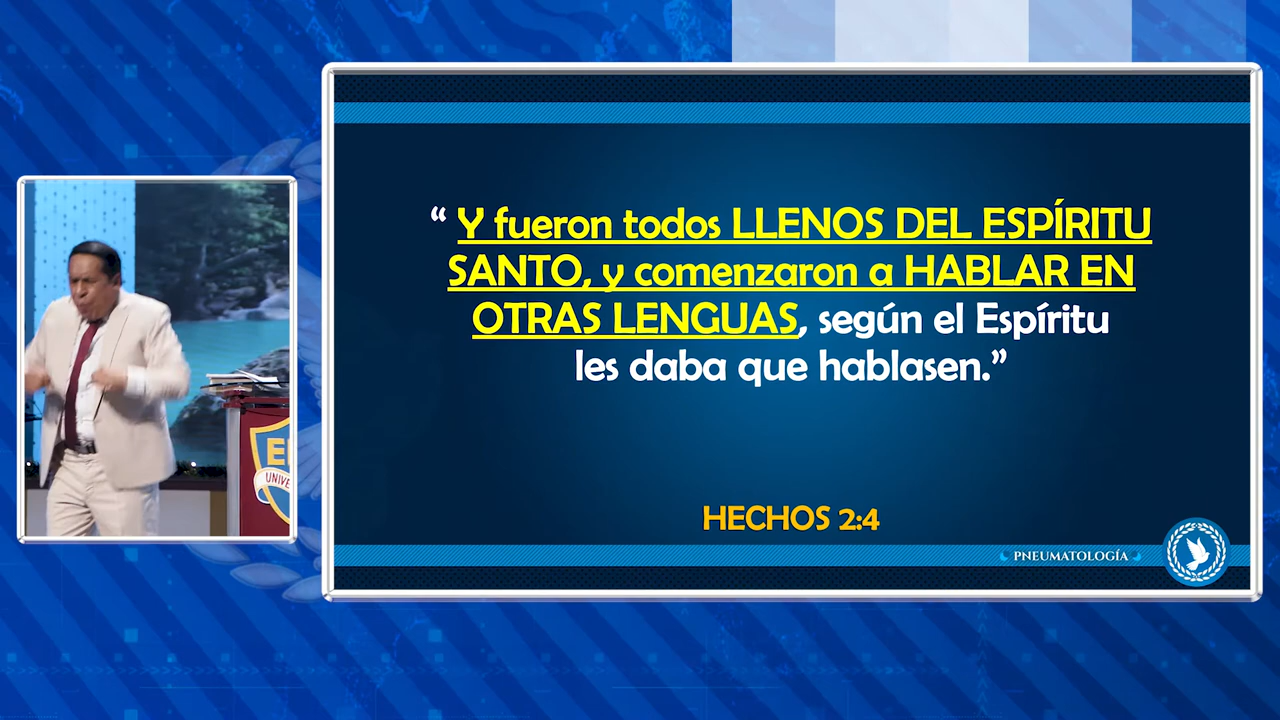 “ Y fueron todos LLENOS DEL ESPÍRITU
SANTO, y comenzaron a HABLAR EN
OTRAS LENGUAS, según el Espíritu
les daba que hablasen.”
HECHOS 2:4
PNEUMATOLOGÍA